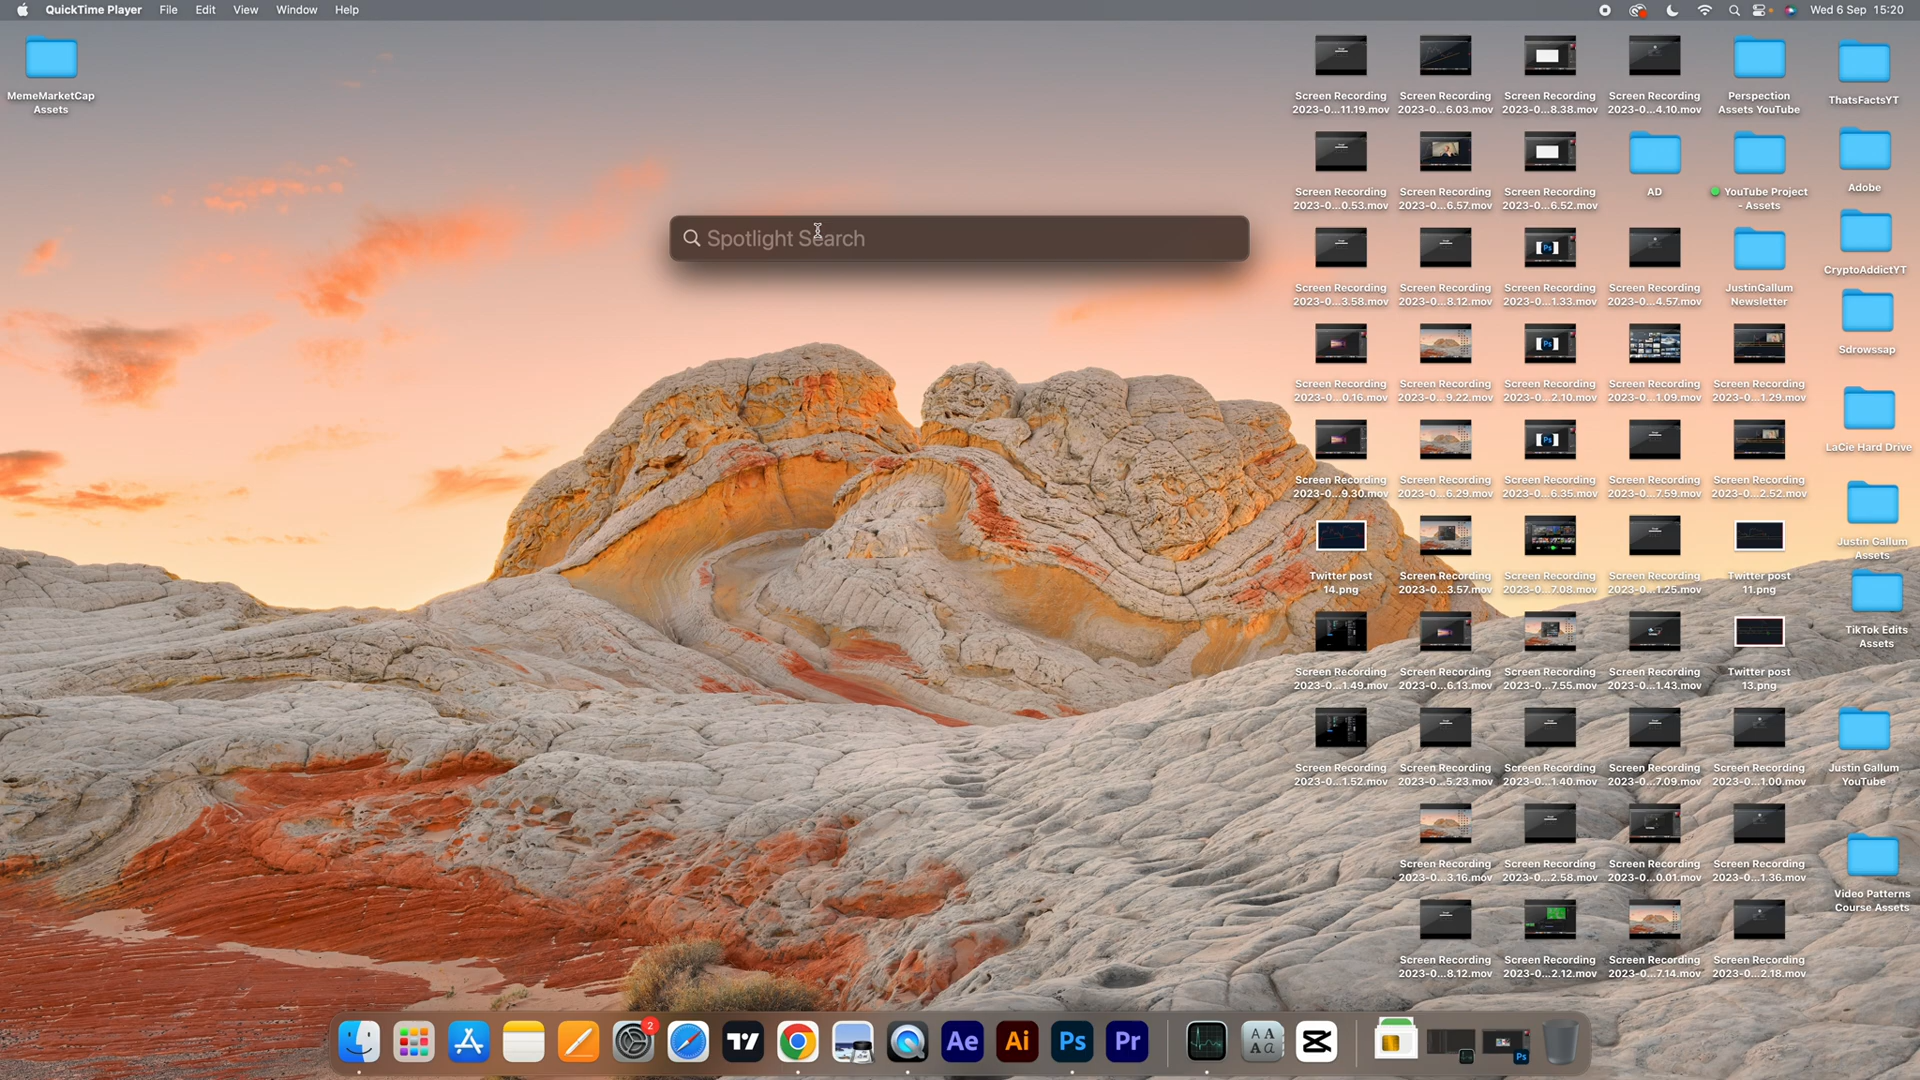 QuickTime Player File Edit View Window Help
Wed 6 Sep 15:20
MemeMarketCap
Assets
Spotlight Search
Screen Recording
2023-0...11.19.mov
Screen Recording
2023-0...6.03.mov
Screen Recording
2023-0...8.38.mov
Screen Recording
2023-0...4.10.mov
Perspection
Assets YouTube
ThatsFactsYT
Screen Recording
2023-0...0.53.mov
Screen Recording
2023-0...6.57.mov
Screen Recording
2023-0...6.52.mov
AD
YouTube Project
- Assets
Adobe
Screen Recording
2023-0...3.58.mov
Screen Recording
2023-0...8.12.mov
Screen Recording
2023-0...1.33.mov
Screen Recording
2023-0...4.57.mov
JustinGallum
Newsletter
CryptoAddictYT
Screen Recording
2023-0...0.16.mov
Screen Recording
2023-0...9.22.mov
Screen Recording
2023-0...2.10.mov
Screen Recording
2023-0...1.09.mov
Screen Recording
2023-0...1.29.mov
Sdrowssap
Screen Recording
2023-0...9.30.mov
Screen Recording
2023-0...6.29.mov
Screen Recording
2023-0...6.35.mov
Screen Recording
2023-0...7.59.mov
Screen Recording
2023-0...2.52.mov
LaCie Hard Drive
Twitter post
14.png
Screen Recording
2023-0...3.57.mov
Screen Recording
2023-0...7.08.mov
Screen Recording
2023-0...1.25.mov
Twitter post
11.png
Justin Gallum
Assets
Screen Recording
2023-0...1.49.mov
Screen Recording
2023-0...6.13.mov
Screen Recording
2023-0...7.55.mov
Screen Recording
2023-0...1.43.mov
Twitter post
13.png
TikTok Edits
Assets
Screen Recording
2023-0...1.52.mov
Screen Recording
2023-0...5.23.mov
Screen Recording
2023-0...1.40.mov
Screen Recording
2023-0...7.09.mov
Screen Recording
2023-0...1.00.mov
Justin Gallum
YouTube
Screen Recording
2023-0...3.16.mov
Screen Recording
2023-0...2.58.mov
Screen Recording
2023-0...0.01.mov
Screen Recording
2023-0...1.36.mov
Video Patterns
Course Assets
Screen Recording
2023-0...8.12.mov
Screen Recording
2023-0...2.12.mov
Screen Recording
2023-0...7.14.mov
Screen Recording
2023-0...2.18.mov
2
Ae Ai Ps Pr
A A
A a
Ps